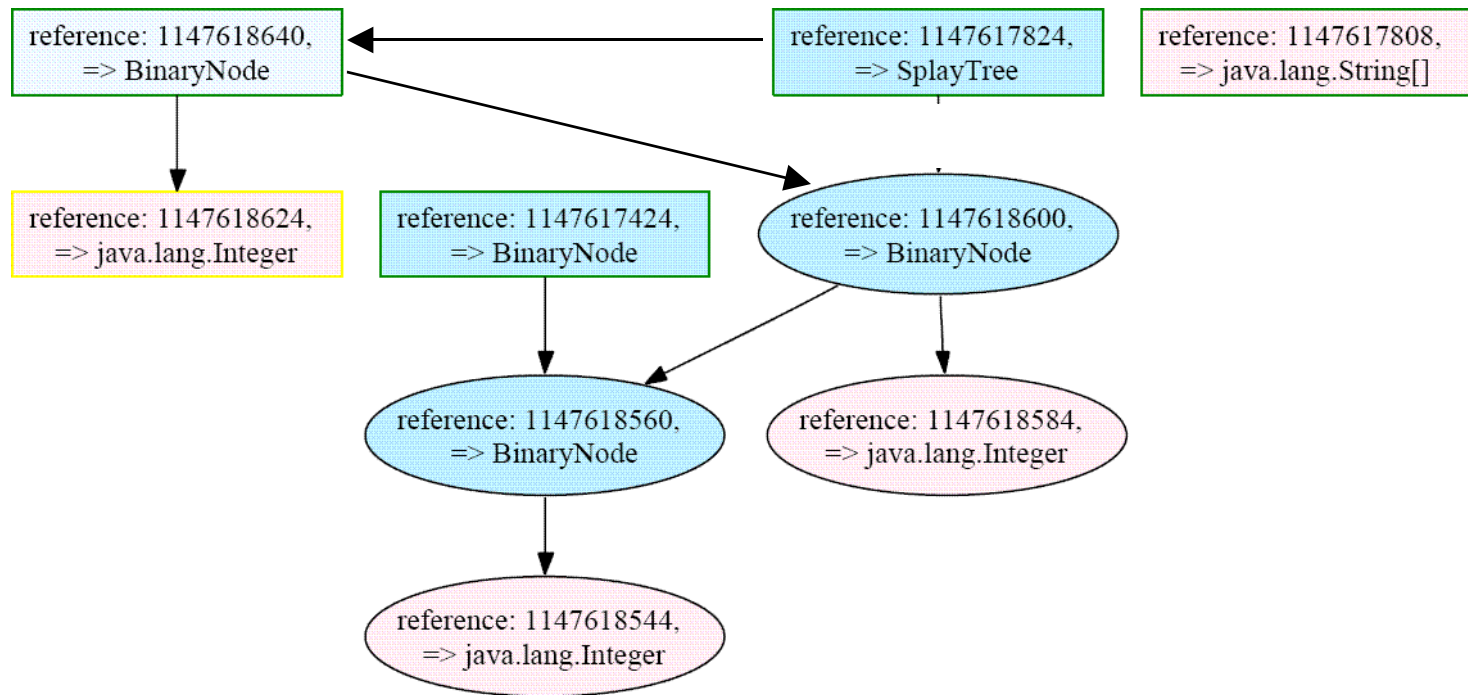 reference: 1147618640,
=> BinaryNode
reference: 1147617824,
=> SplayTree
reference: 1147617808,
=> java.lang.String[]
reference: 1147618624,
=> java.lang.Integer
reference: 1147617424,
=> BinaryNode
reference: 1147618600,
=> BinaryNode
reference: 1147618560,
=> BinaryNode
reference: 1147618584,
=> java.lang.Integer
reference: 1147618544,
=> java.lang.Integer